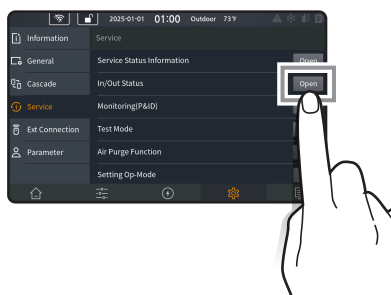 2025-01-01 01:00 Outdoor 73°F
Information
Service
General
Service Status Information
Open
Cascade
In/Out Status
Open
Service
Monitoring(P&ID)
Ext Connection
Test Mode
Parameter
Air Purge Function
Setting Op-Mode